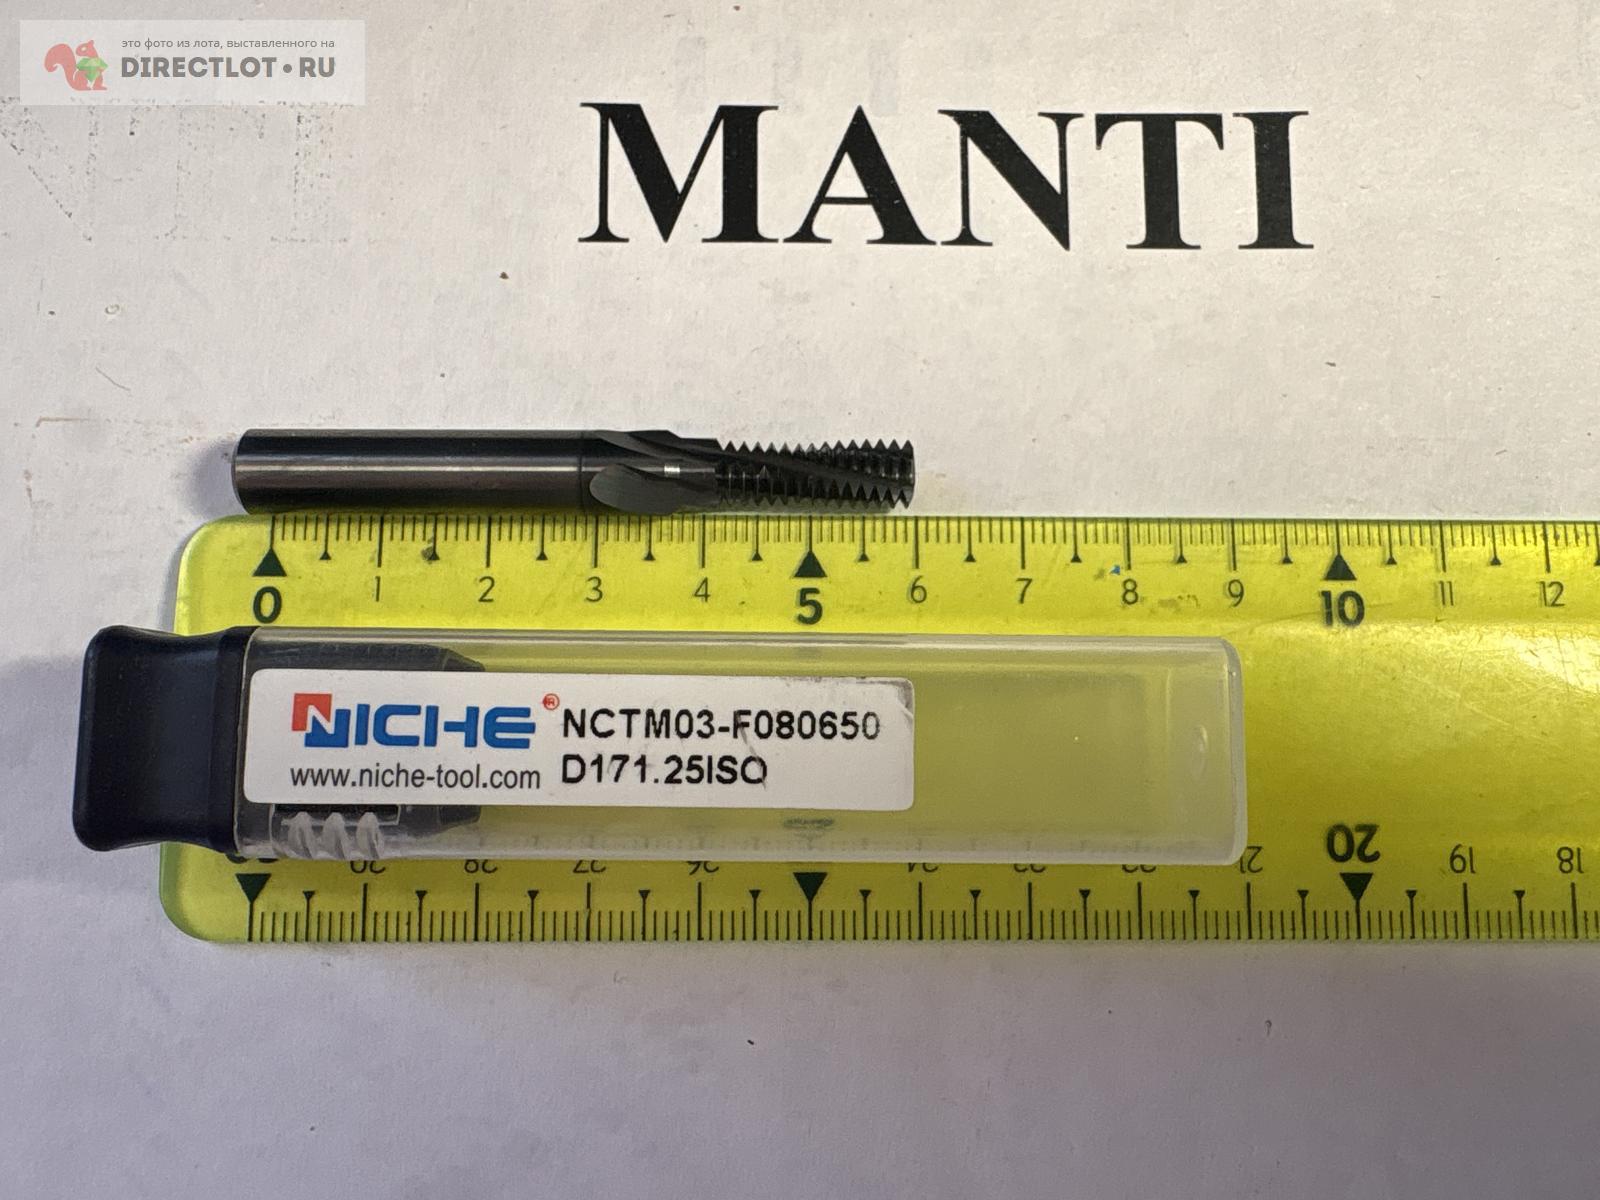 это фото из лота, выставленного на
DIRECTLOT•RU
MANTI
0 1 2 3 4 5 6 7 8 9 10 11 12
NICHE®
www.niche-tool.com
NCTM03-F080650
D171.25ISO
21 20 19 18